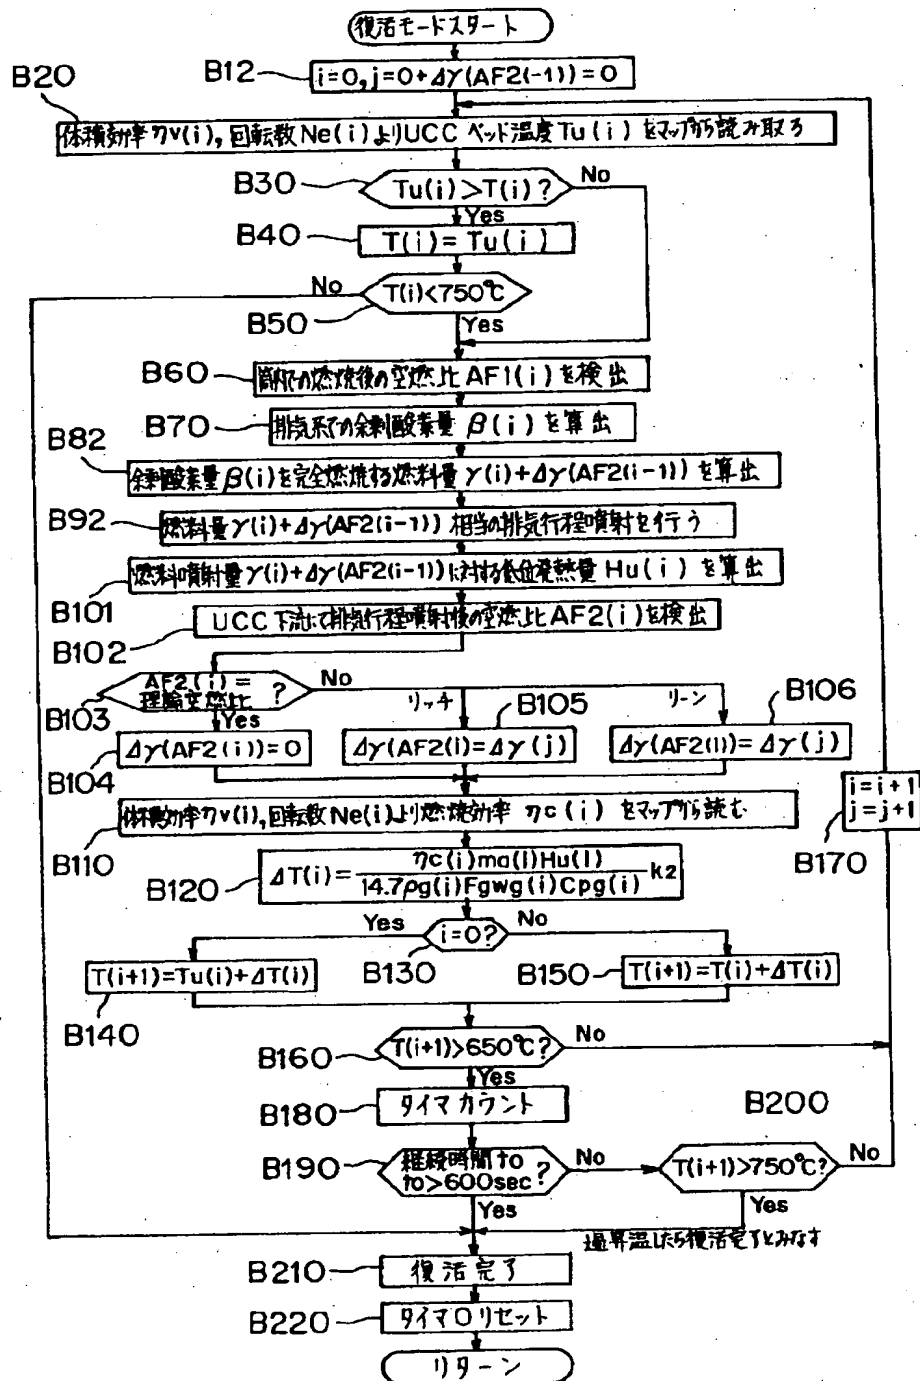 復活モードスタート
B12
i=0, j=0+Δγ(AF2(-1))=0
B20
体積効率ηv(i), 回転数Ne(i)よりUCCベッド温度Tu(i)をマップから読み取る
B30
Tu(i)>T(i)?
No
Yes
B40
T(i)=Tu(i)
No
T(i)<750℃
B50
Yes
B60
筒内での燃焼後の空燃比AF1(i)を検出
B70
排気系での余剰酸素量 β(i)を算出
B82
余剰酸素量β(i)を完全燃焼する燃料量γ(i)+Δγ(AF2(i-1))を算出
B92
燃料量γ(i)+Δγ(AF2(i-1))相当の排気行程噴射を行う
燃料噴射量γ(i)+Δγ(AF2(i-1))に対する低位発熱量Hu(i)を算出
B101
UCC下流にて排気行程噴射後の空燃比AF2(i)を検出
B102
AF2(i)=
理論空燃比?
No
B103
Yes
リッチ
B105
リーン
B106
Δγ(AF2(i))=0
Δγ(AF2(i)=Δγ(j)
Δγ(AF2(i))=Δγ(j)
B104
i=i+1
j=j+1
B170
体積効率ηv(i), 回転数Ne(i)より燃焼効率 ηc(i)をマップから読む
B110
B120
ΔT(i)=ηc(i)ma(i)Hu(i)/14.7ρg(i)Fgwg(i)Cpg(i) k2
Yes
i=0?
No
B130
T(i+1)=Tu(i)+ΔT(i)
B140
B150
T(i+1)=T(i)+ΔT(i)
B160
T(i+1)>650℃?
No
Yes
B180
タイマカウント
B200
B190
継続時間to
to>600sec?
No
T(i+1)>750℃?
No
Yes
Yes
過昇温したら復活完了とみなす
B210
復活完了
B220
タイマ0リセット
リターン